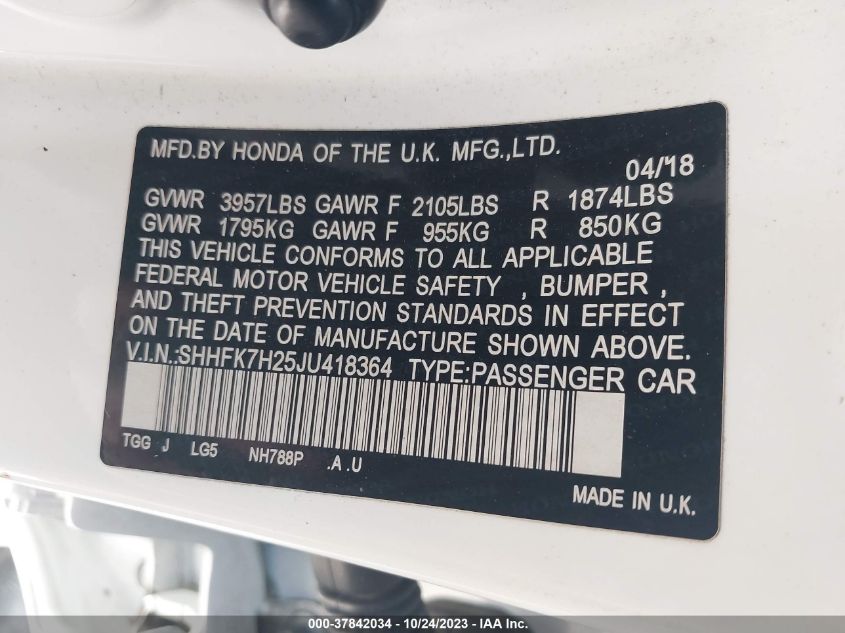 MFD.BY HONDA OF THE U.K. MFG.,LTD.
04/18
GVWR 3957LBS GAWR F 2105LBS R 1874LBS
GVWR 1795KG GAWR F 955KG R 850KG
THIS VEHICLE CONFORMS TO ALL APPLICABLE
FEDERAL MOTOR VEHICLE SAFETY , BUMPER ,
AND THEFT PREVENTION STANDARDS IN EFFECT
ON THE DATE OF MANUFACTURE SHOWN ABOVE.
V.I.N.:SHHFK7H25JU418364 TYPE:PASSENGER CAR
TGG J LG5 NH788P .A .U
MADE IN U.K.
000-37842034 - 10/24/2023 - IAAI Inc.